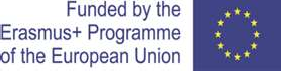 Funded by the
Erasmus+ Programme
of the European Union